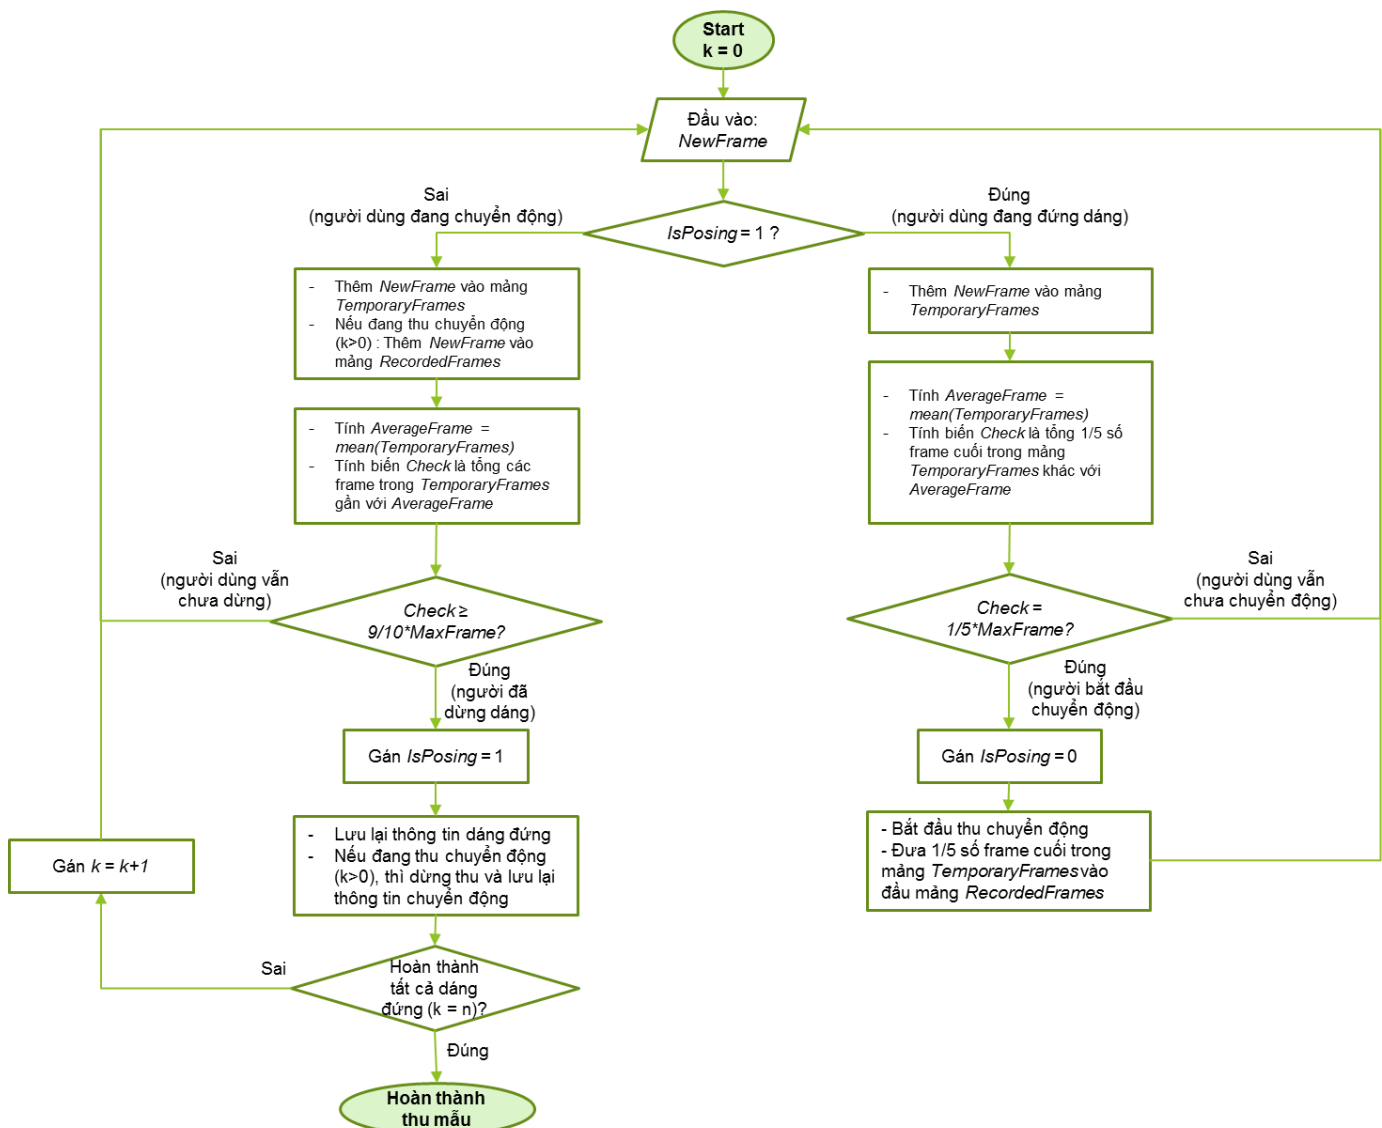 Start
k = 0
Đầu vào:
NewFrame
Sai
(người dùng đang chuyển động)
Đúng
(người dùng đang đứng dáng)
IsPosing = 1 ?
- Thêm NewFrame vào mảng
TemporaryFrames
- Nếu đang thu chuyển động
(k>0) : Thêm NewFrame vào
mảng RecordedFrames
- Thêm NewFrame vào mảng
TemporaryFrames
- Tính AverageFrame =
mean(TemporaryFrames)
- Tính biến Check là tổng các
frame trong TemporaryFrames
gần với AverageFrame
- Tính AverageFrame =
mean(TemporaryFrames)
- Tính biến Check là tổng 1/5 số
frame cuối trong mảng
TemporaryFrames khác với
AverageFrame
Sai
(người dùng vẫn
chưa dừng)
Check ≥
9/10*MaxFrame?
Check =
1/5*MaxFrame?
Sai
(người dùng vẫn
chưa chuyển động)
Đúng
(người đã
dừng dáng)
Đúng
(người bắt đầu
chuyển động)
Gán IsPosing = 1
Gán IsPosing = 0
- Lưu lại thông tin dáng đứng
- Nếu đang thu chuyển động
(k>0), thì dừng thu và lưu lại
thông tin chuyển động
- Bắt đầu thu chuyển động
- Đưa 1/5 số frame cuối trong
mảng TemporaryFrames vào
đầu mảng RecordedFrames
Gán k = k+1
Sai
Hoàn thành
tất cả dáng
đứng (k = n)?
Đúng
Hoàn thành
thu mẫu